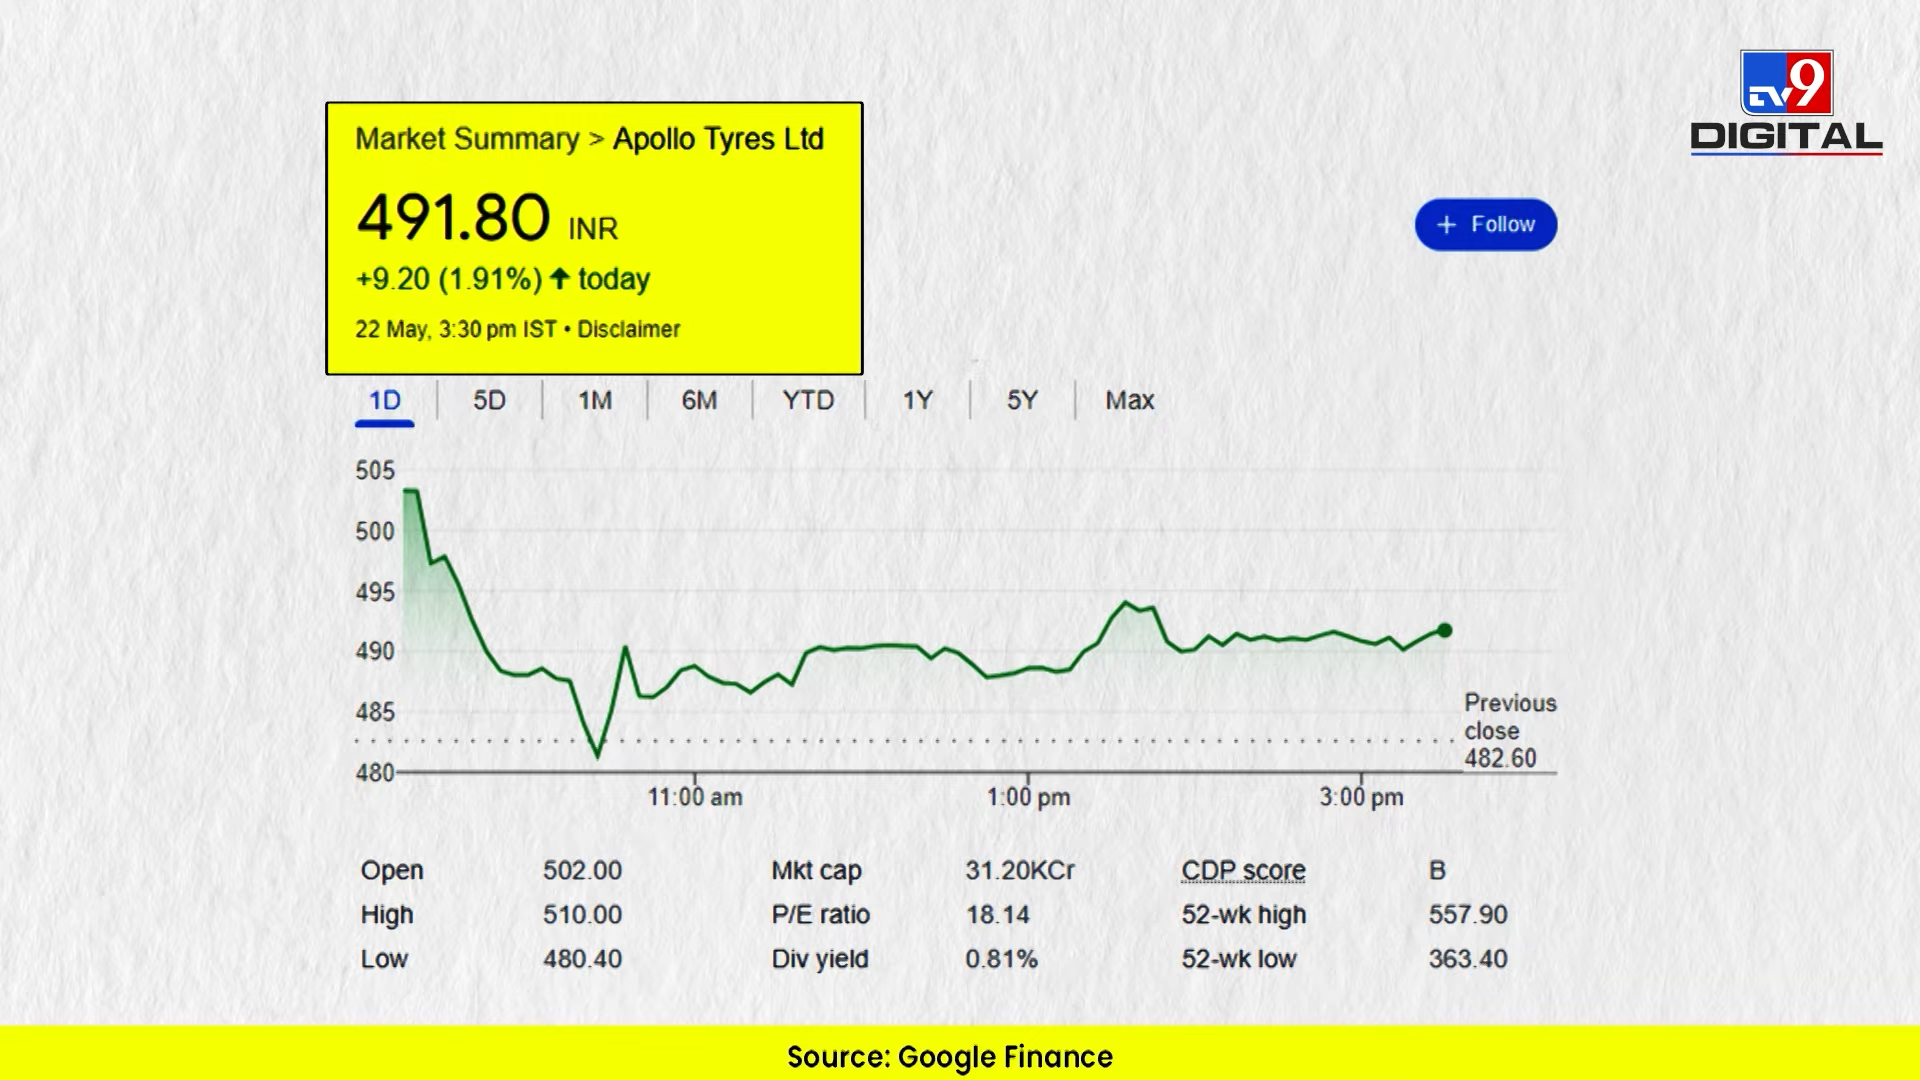 TV9
DIGITAL
Market Summary > Apollo Tyres Ltd
491.80 INR
+9.20 (1.91%) ↑ today
22 May, 3:30 pm IST • Disclaimer
+ Follow
1D 5D 1M 6M YTD 1Y 5Y Max
505
500
495
490
485
480
Previous
close
482.60
11:00 am 1:00 pm 3:00 pm
Open 502.00 Mkt cap 31.20KCr CDP score B
High 510.00 P/E ratio 18.14 52-wk high 557.90
Low 480.40 Div yield 0.81% 52-wk low 363.40
Source: Google Finance